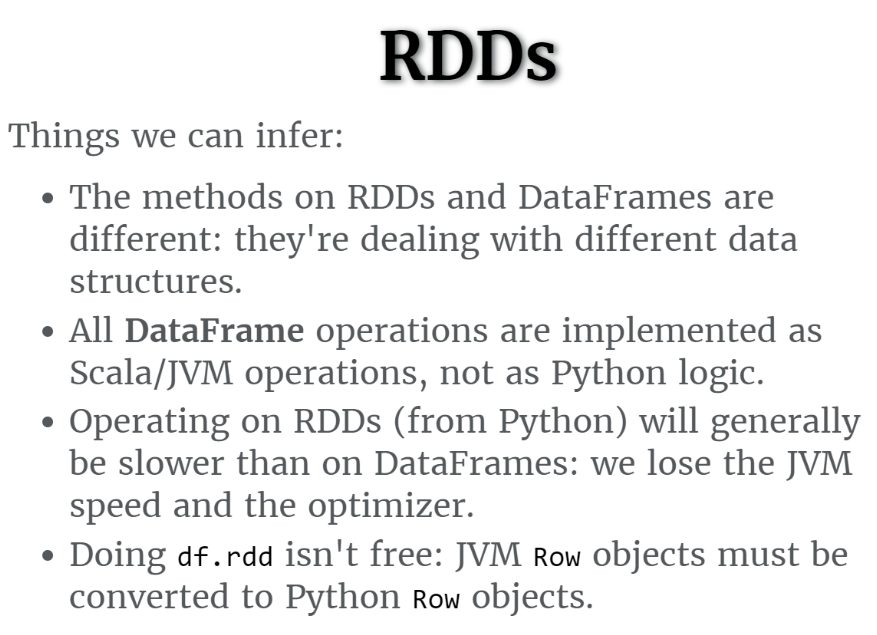 RDDs
Things we can infer:
• The methods on RDDs and DataFrames are
different: they're dealing with different data
structures.
• All DataFrame operations are implemented as
Scala/JVM operations, not as Python logic.
• Operating on RDDs (from Python) will generally
be slower than on DataFrames: we lose the JVM
speed and the optimizer.
• Doing df.rdd isn't free: JVM Row objects must be
converted to Python Row objects.